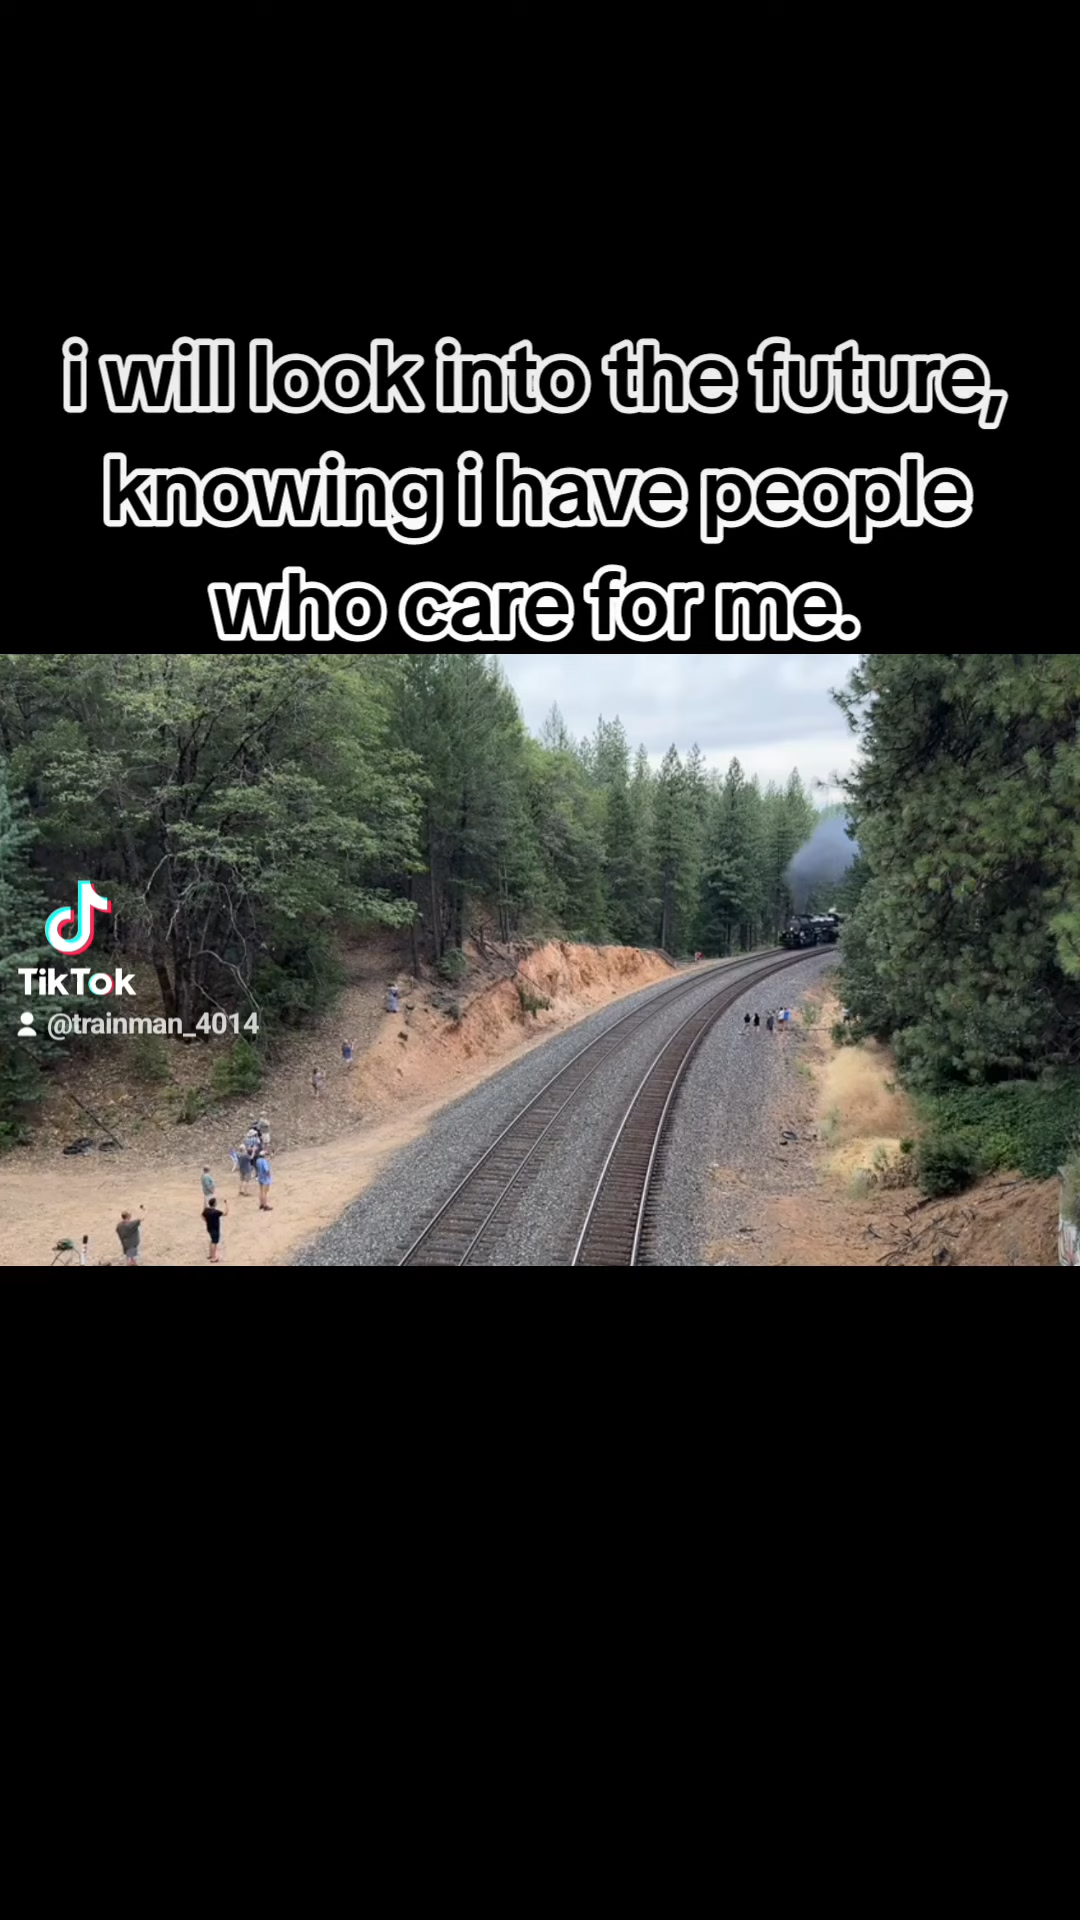 i will look into the future,
knowing i have people
who care for me.
TikTok
@trainman_4014